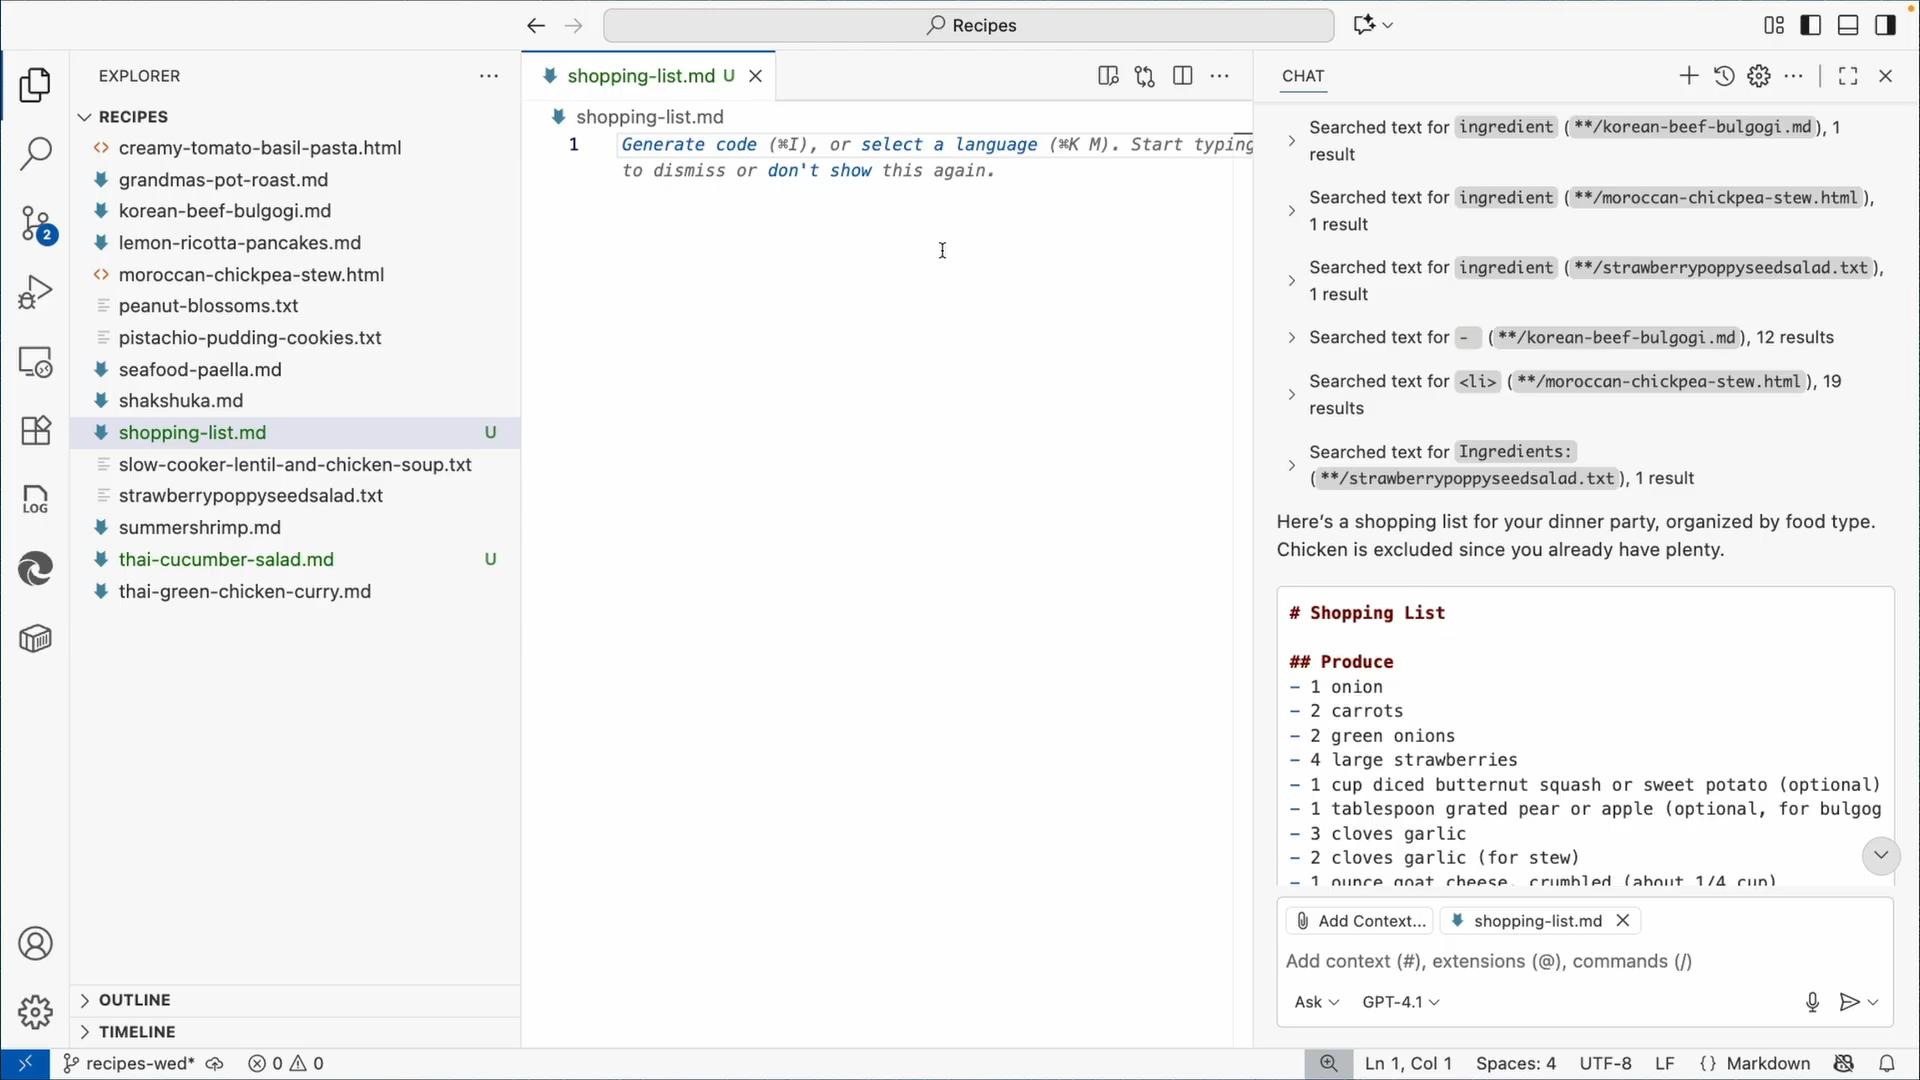 Recipes
EXPLORER
RECIPES
creamy-tomato-basil-pasta.html
grandmas-pot-roast.md
korean-beef-bulgogi.md
lemon-ricotta-pancakes.md
moroccan-chickpea-stew.html
peanut-blossoms.txt
pistachio-pudding-cookies.txt
seafood-paella.md
shakshuka.md
shopping-list.md U
slow-cooker-lentil-and-chicken-soup.txt
strawberrypoppyseedsalad.txt
summershrimp.md
thai-cucumber-salad.md U
thai-green-chicken-curry.md
OUTLINE
TIMELINE
2
LOG
shopping-list.md U
shopping-list.md
1 Generate code (⌘I), or select a language (⌘K M). Start typing
to dismiss or don't show this again.
CHAT
Searched text for ingredient (**/korean-beef-bulgogi.md), 1
result
Searched text for ingredient (**/moroccan-chickpea-stew.html),
1 result
Searched text for ingredient (**/strawberrypoppyseedsalad.txt),
1 result
Searched text for - (**/korean-beef-bulgogi.md), 12 results
Searched text for <li> (**/moroccan-chickpea-stew.html), 19
results
Searched text for Ingredients:
(**/strawberrypoppyseedsalad.txt), 1 result
Here's a shopping list for your dinner party, organized by food type.
Chicken is excluded since you already have plenty.
# Shopping List
## Produce
- 1 onion
- 2 carrots
- 2 green onions
- 4 large strawberries
- 1 cup diced butternut squash or sweet potato (optional)
- 1 tablespoon grated pear or apple (optional, for bulgog
- 3 cloves garlic
- 2 cloves garlic (for stew)
- 1 ounce goat cheese, crumbled (about 1/4 cup)
Add Context... shopping-list.md
Add context (#), extensions (@), commands (/)
Ask GPT-4.1
recipes-wed* 0 0
Ln 1, Col 1 Spaces: 4 UTF-8 LF {} Markdown